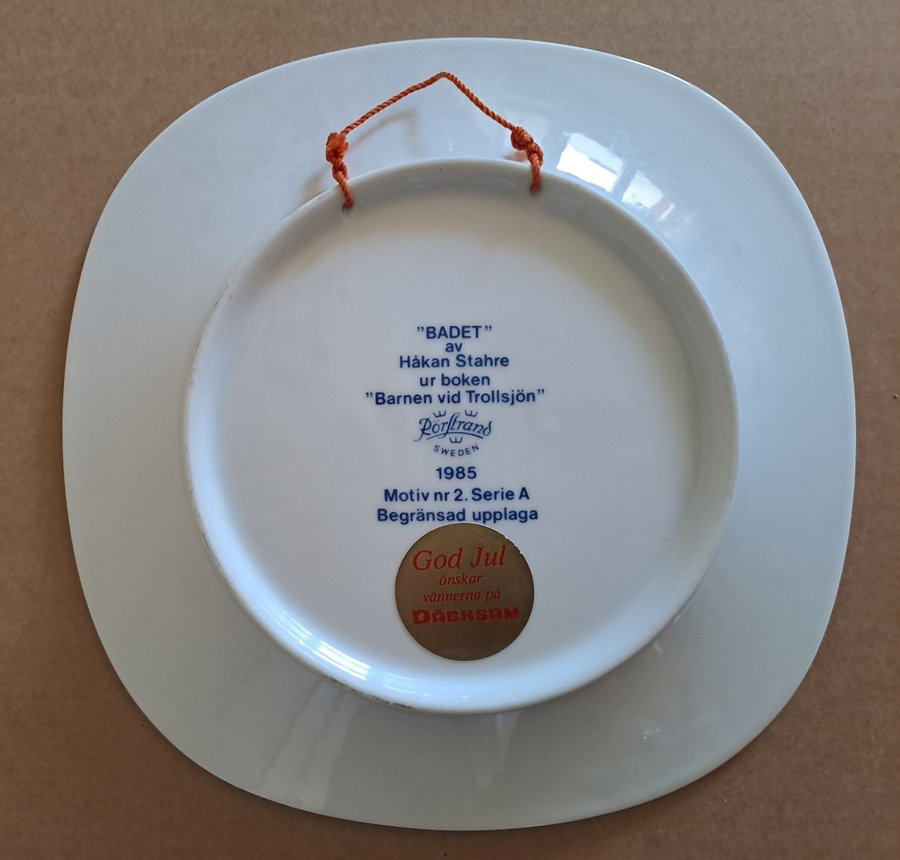 "BADET"
av
Håkan Stahre
ur boken
"Barnen vid Trollsjön"
Rörstrand
SWEDEN
1985
Motiv nr 2. Serie A
Begränsad upplaga
God Jul
önskar
vännerna på
DÄCKSAM